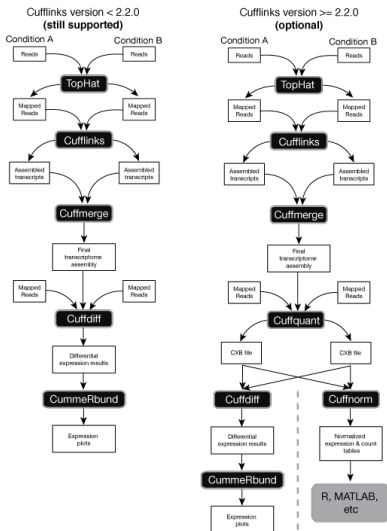 Cufflinks version < 2.2.0
(still supported)
Condition A
Condition B
Reads
Reads
TopHat
Mapped
Reads
Mapped
Reads
Cufflinks
Assembled
transcripts
Assembled
transcripts
Cuffmerge
Final
transcriptome
assembly
Mapped
Reads
Mapped
Reads
Cuffdiff
Differential
expression results
CummeRbund
Expression
plots
Cufflinks version >= 2.2.0
(optional)
Condition A
Condition B
Reads
Reads
TopHat
Mapped
Reads
Mapped
Reads
Cufflinks
Assembled
transcripts
Assembled
transcripts
Cuffmerge
Final
transcriptome
assembly
Mapped
Reads
Mapped
Reads
Cuffquant
CXB file
CXB file
Cuffdiff
Cuffnorm
Differential
expression results
Normalized
expression & count
tables
CummeRbund
R, MATLAB,
etc
Expression
plots